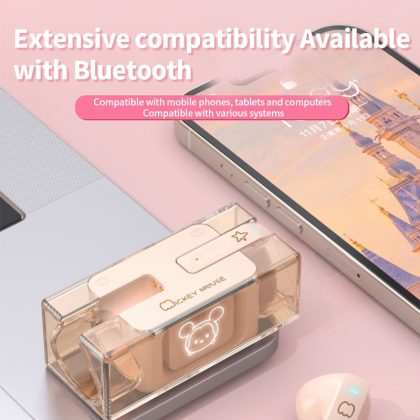 Extensive compatibility Available
with Bluetooth
Compatible with mobile phones, tablets and computers
Compatible with various systems
MICKEY MOUSE